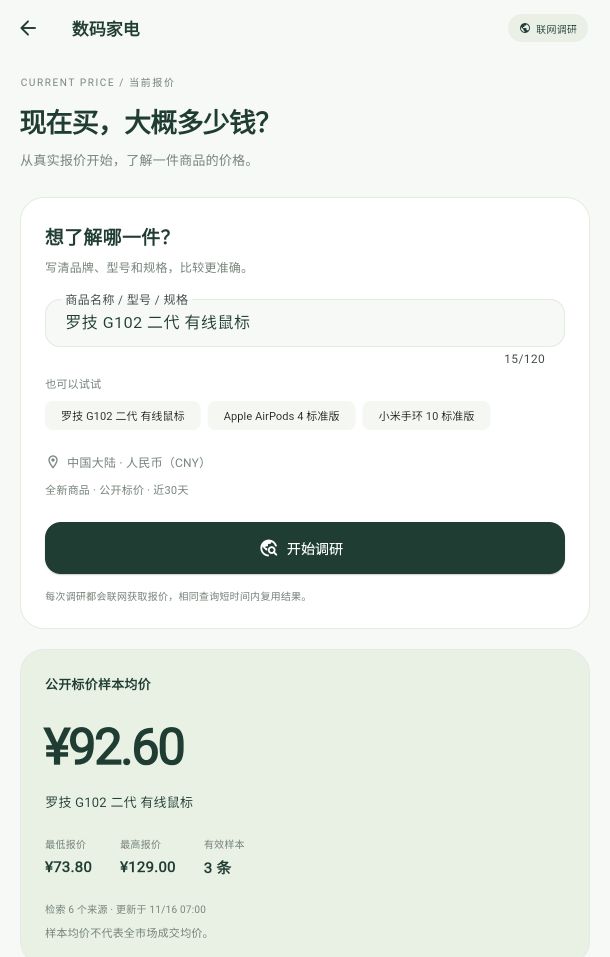 数码家电
联网调研
CURRENT PRICE / 当前报价
现在买，大概多少钱？
从真实报价开始，了解一件商品的价格。
想了解哪一件？
写清品牌、型号和规格，比较更准确。
商品名称 / 型号 / 规格
罗技 G102 二代 有线鼠标
15/120
也可以试试
罗技 G102 二代 有线鼠标 Apple AirPods 4 标准版 小米手环 10 标准版
中国大陆 · 人民币（CNY）
全新商品 · 公开标价 · 近30天
开始调研
每次调研都会联网获取报价，相同查询短时间内复用结果。
公开标价样本均价
¥92.60
罗技 G102 二代 有线鼠标
最低报价 最高报价 有效样本
¥73.80 ¥129.00 3 条
检索 6 个来源 · 更新于 11/16 07:00
样本均价不代表全市场成交均价。